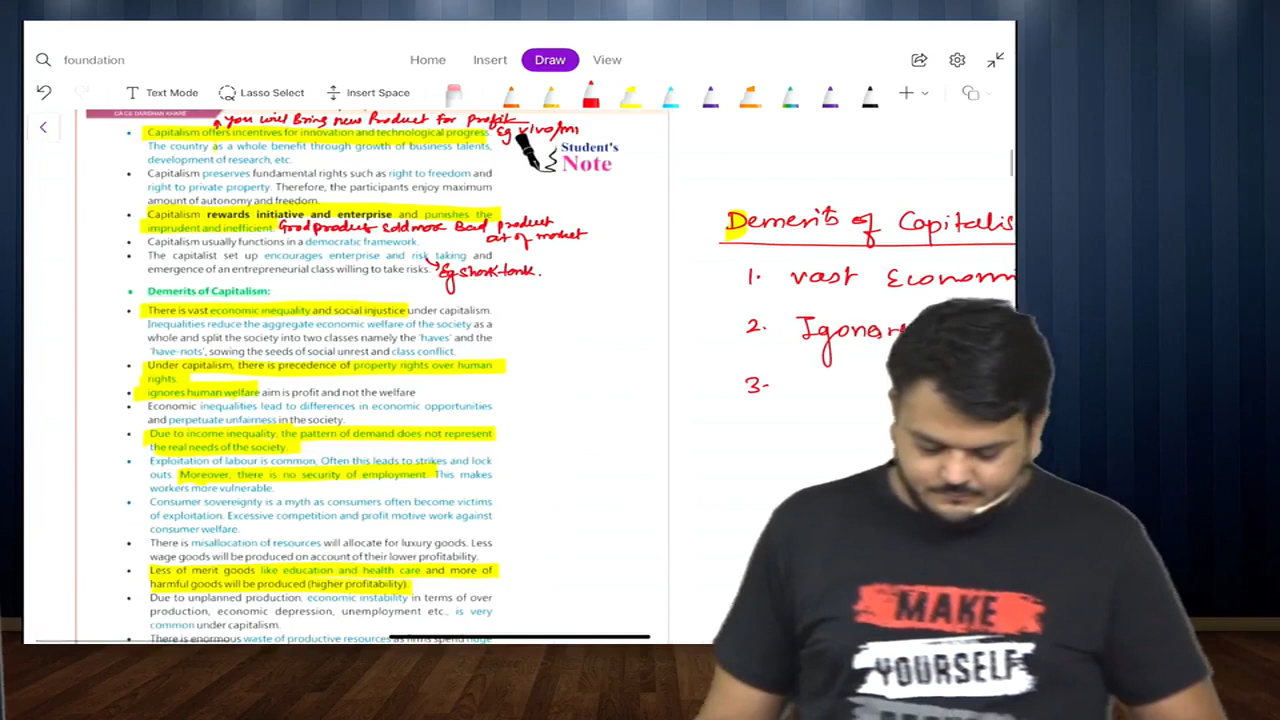 foundation
Home Insert Draw View
Text Mode Lasso Select Insert Space
CA CS DARSHAN KHARE
you will Bring new Product For Profit
• Capitalism offers incentives for innovation and technological progress.
Eg vivo/mi
The country as a whole benefit through growth of business talents,
development of research, etc.
Student's
Note
• Capitalism preserves fundamental rights such as right to freedom and
right to private property. Therefore, the participants enjoy maximum
amount of autonomy and freedom.
• Capitalism rewards initiative and enterprise and punishes the
imprudent and inefficient. Good product sold more Bad product
out of market
• Capitalism usually functions in a democratic framework.
• The capitalist set up encourages enterprise and risk taking and
emergence of an entrepreneurial class willing to take risks. Eg Shark-tank.
• Demerits of Capitalism:
• There is vast economic inequality and social injustice under capitalism.
Inequalities reduce the aggregate economic welfare of the society as a
whole and split the society into two classes namely the 'haves' and the
'have-nots', sowing the seeds of social unrest and class conflict.
• Under capitalism, there is precedence of property rights over human
rights.
• ignores human welfare aim is profit and not the welfare
• Economic inequalities lead to differences in economic opportunities
and perpetuate unfairness in the society.
• Due to income inequality, the pattern of demand does not represent
the real needs of the society.
• Exploitation of labour is common. Often this leads to strikes and lock
outs. Moreover, there is no security of employment. This makes
workers more vulnerable.
• Consumer sovereignty is a myth as consumers often become victims
of exploitation. Excessive competition and profit motive work against
consumer welfare.
• There is misallocation of resources will allocate for luxury goods. Less
wage goods will be produced on account of their lower profitability.
• Less of merit goods like education and health care and more of
harmful goods will be produced (higher profitability).
• Due to unplanned production, economic instability in terms of over
production, economic depression, unemployment etc., is very
common under capitalism.
• There is enormous waste of productive resources as firms spend huge
Demerits of Capitalis
1. vast Economi
2. Igonar
3-
MAKE
YOURSELF